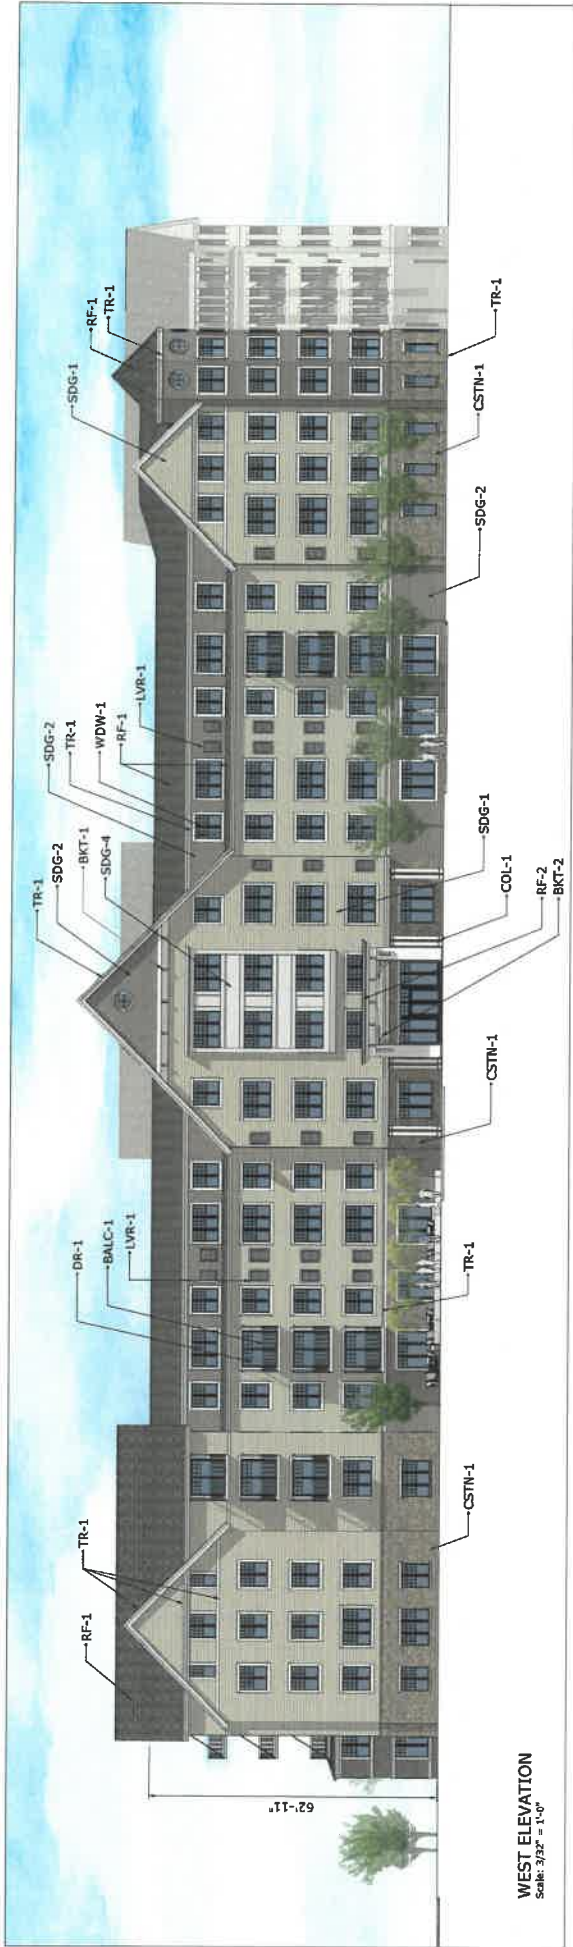 RF-1
TR-1
DR-1
BALC-1
LVR-1
TR-1
SDG-2
BKT-1
SDG-4
SDG-2
TR-1
WDW-1
RF-1
LVR-1
SDG-1
RF-1
TR-1
62'-11"
CSTN-1
TR-1
CSTN-1
BKT-2
RF-2
COL-1
SDG-1
SDG-2
CSTN-1
TR-1
WEST ELEVATION
Scale: 3/32" = 1'-0"